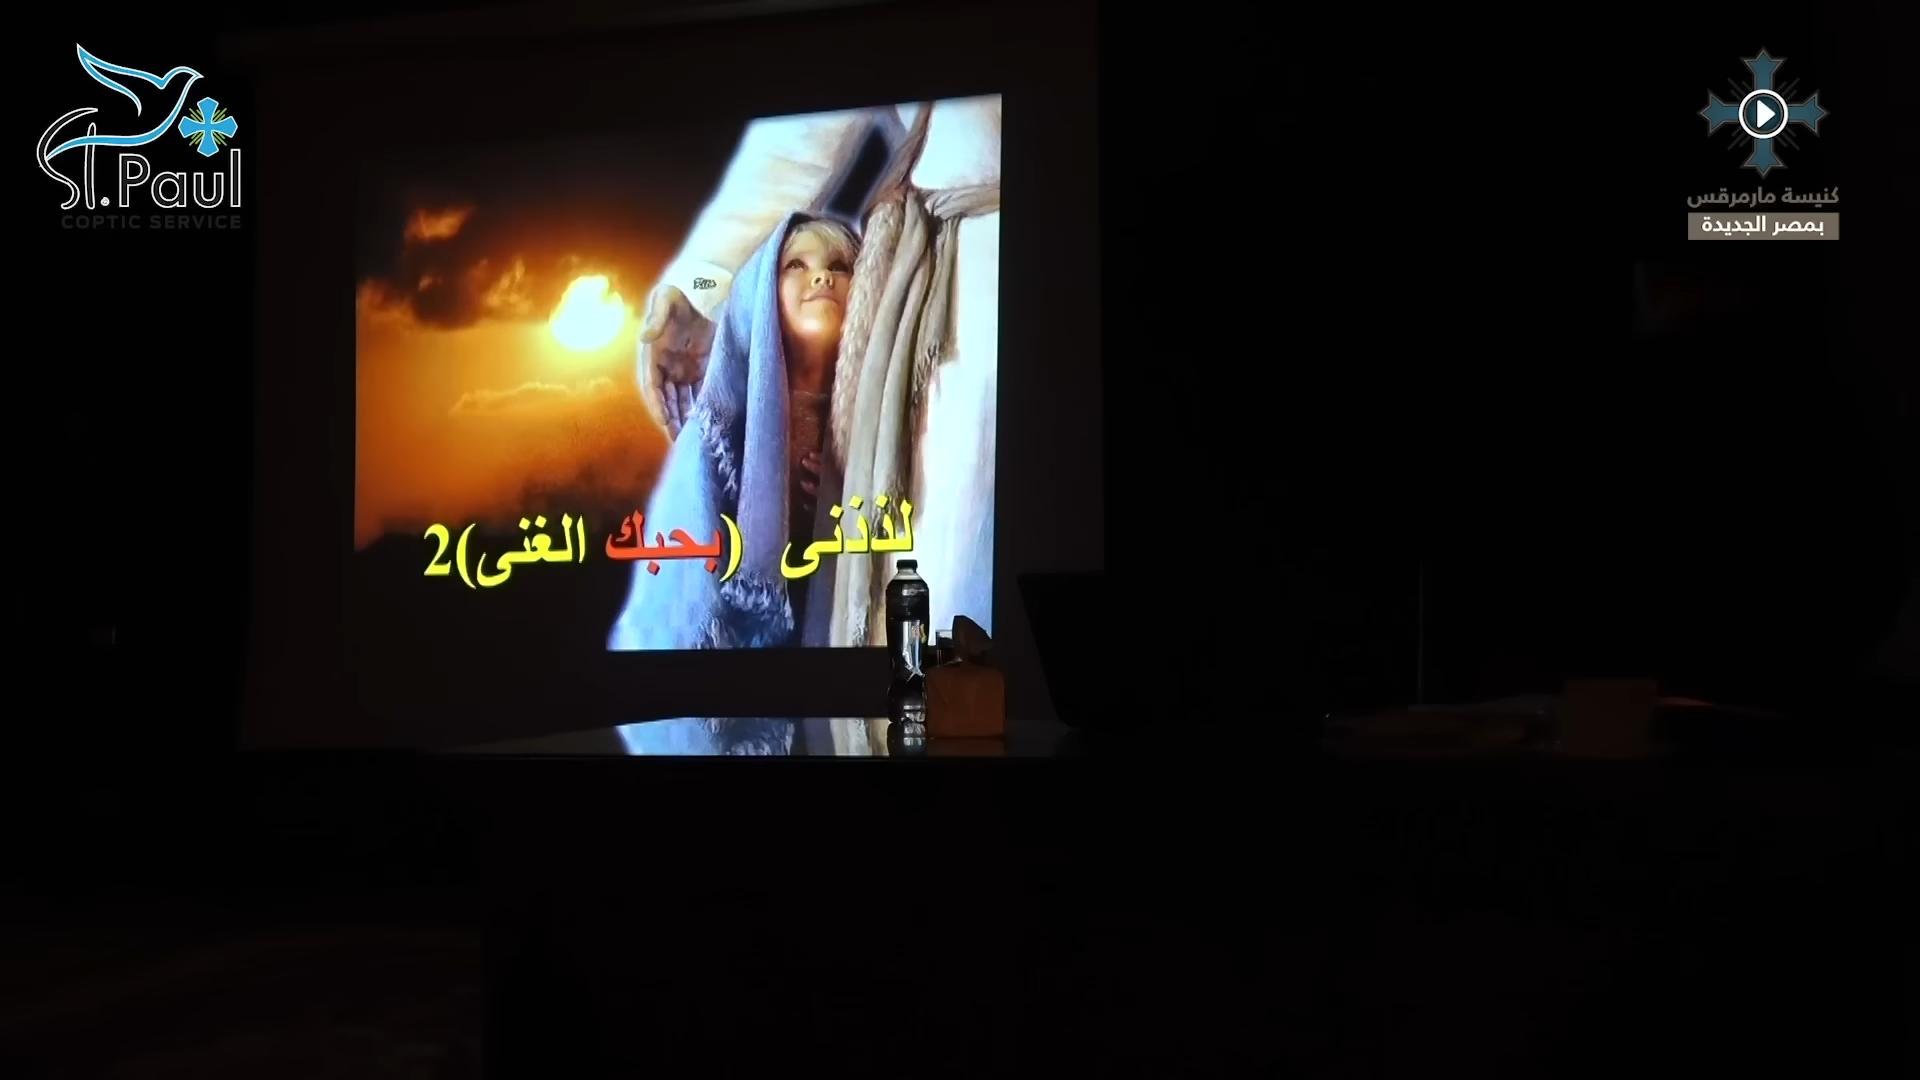 St. Paul
COPTIC SERVICE
كنيسة مارمرقس
بمصر الجديدة
لذذنى (بحبك الغنى)2